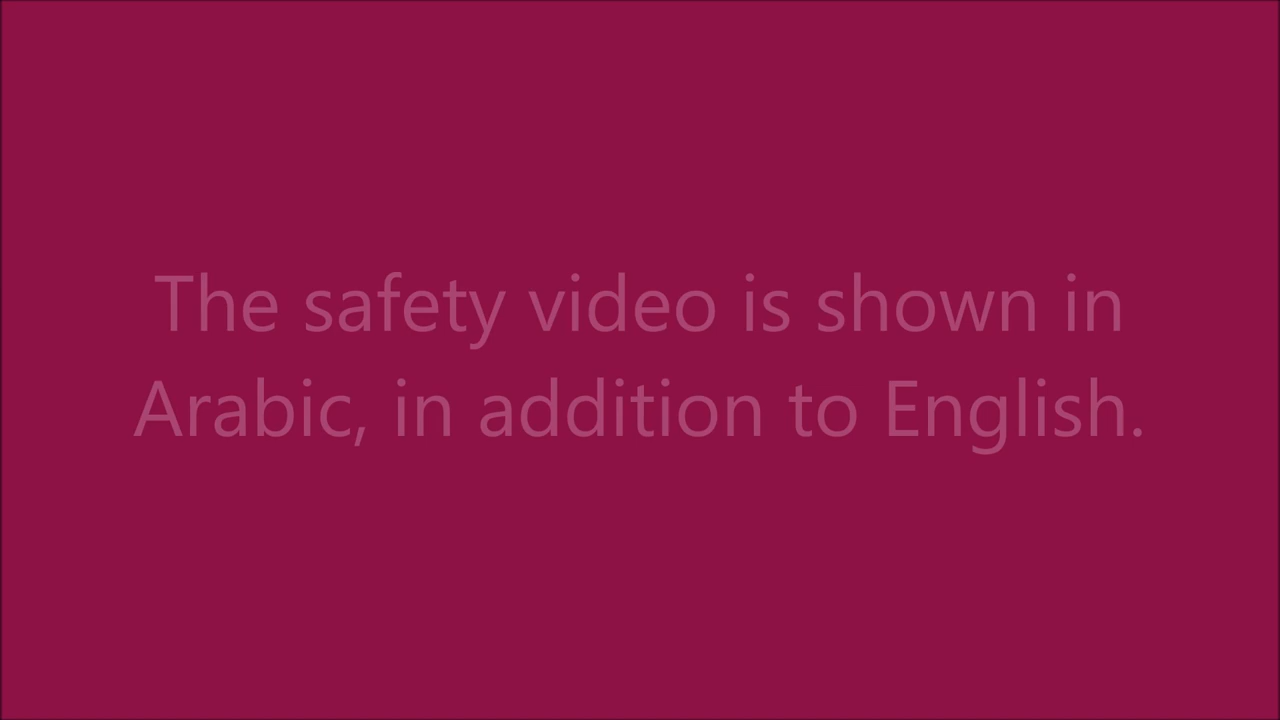 The safety video is shown in
Arabic, in addition to English.